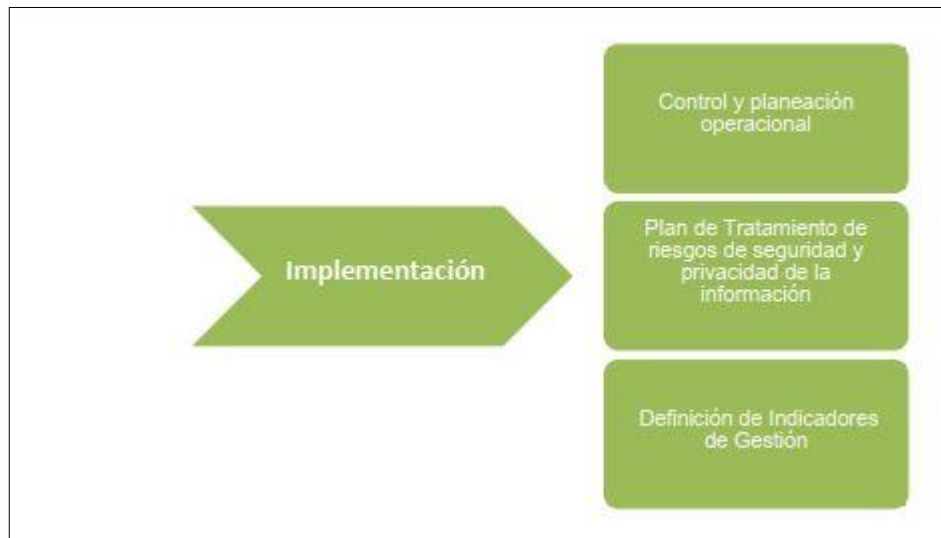 Implementación
Control y planeación
operacional
Plan de Tratamiento de
riesgos de seguridad y
privacidad de la
información
Definición de Indicadores
de Gestión